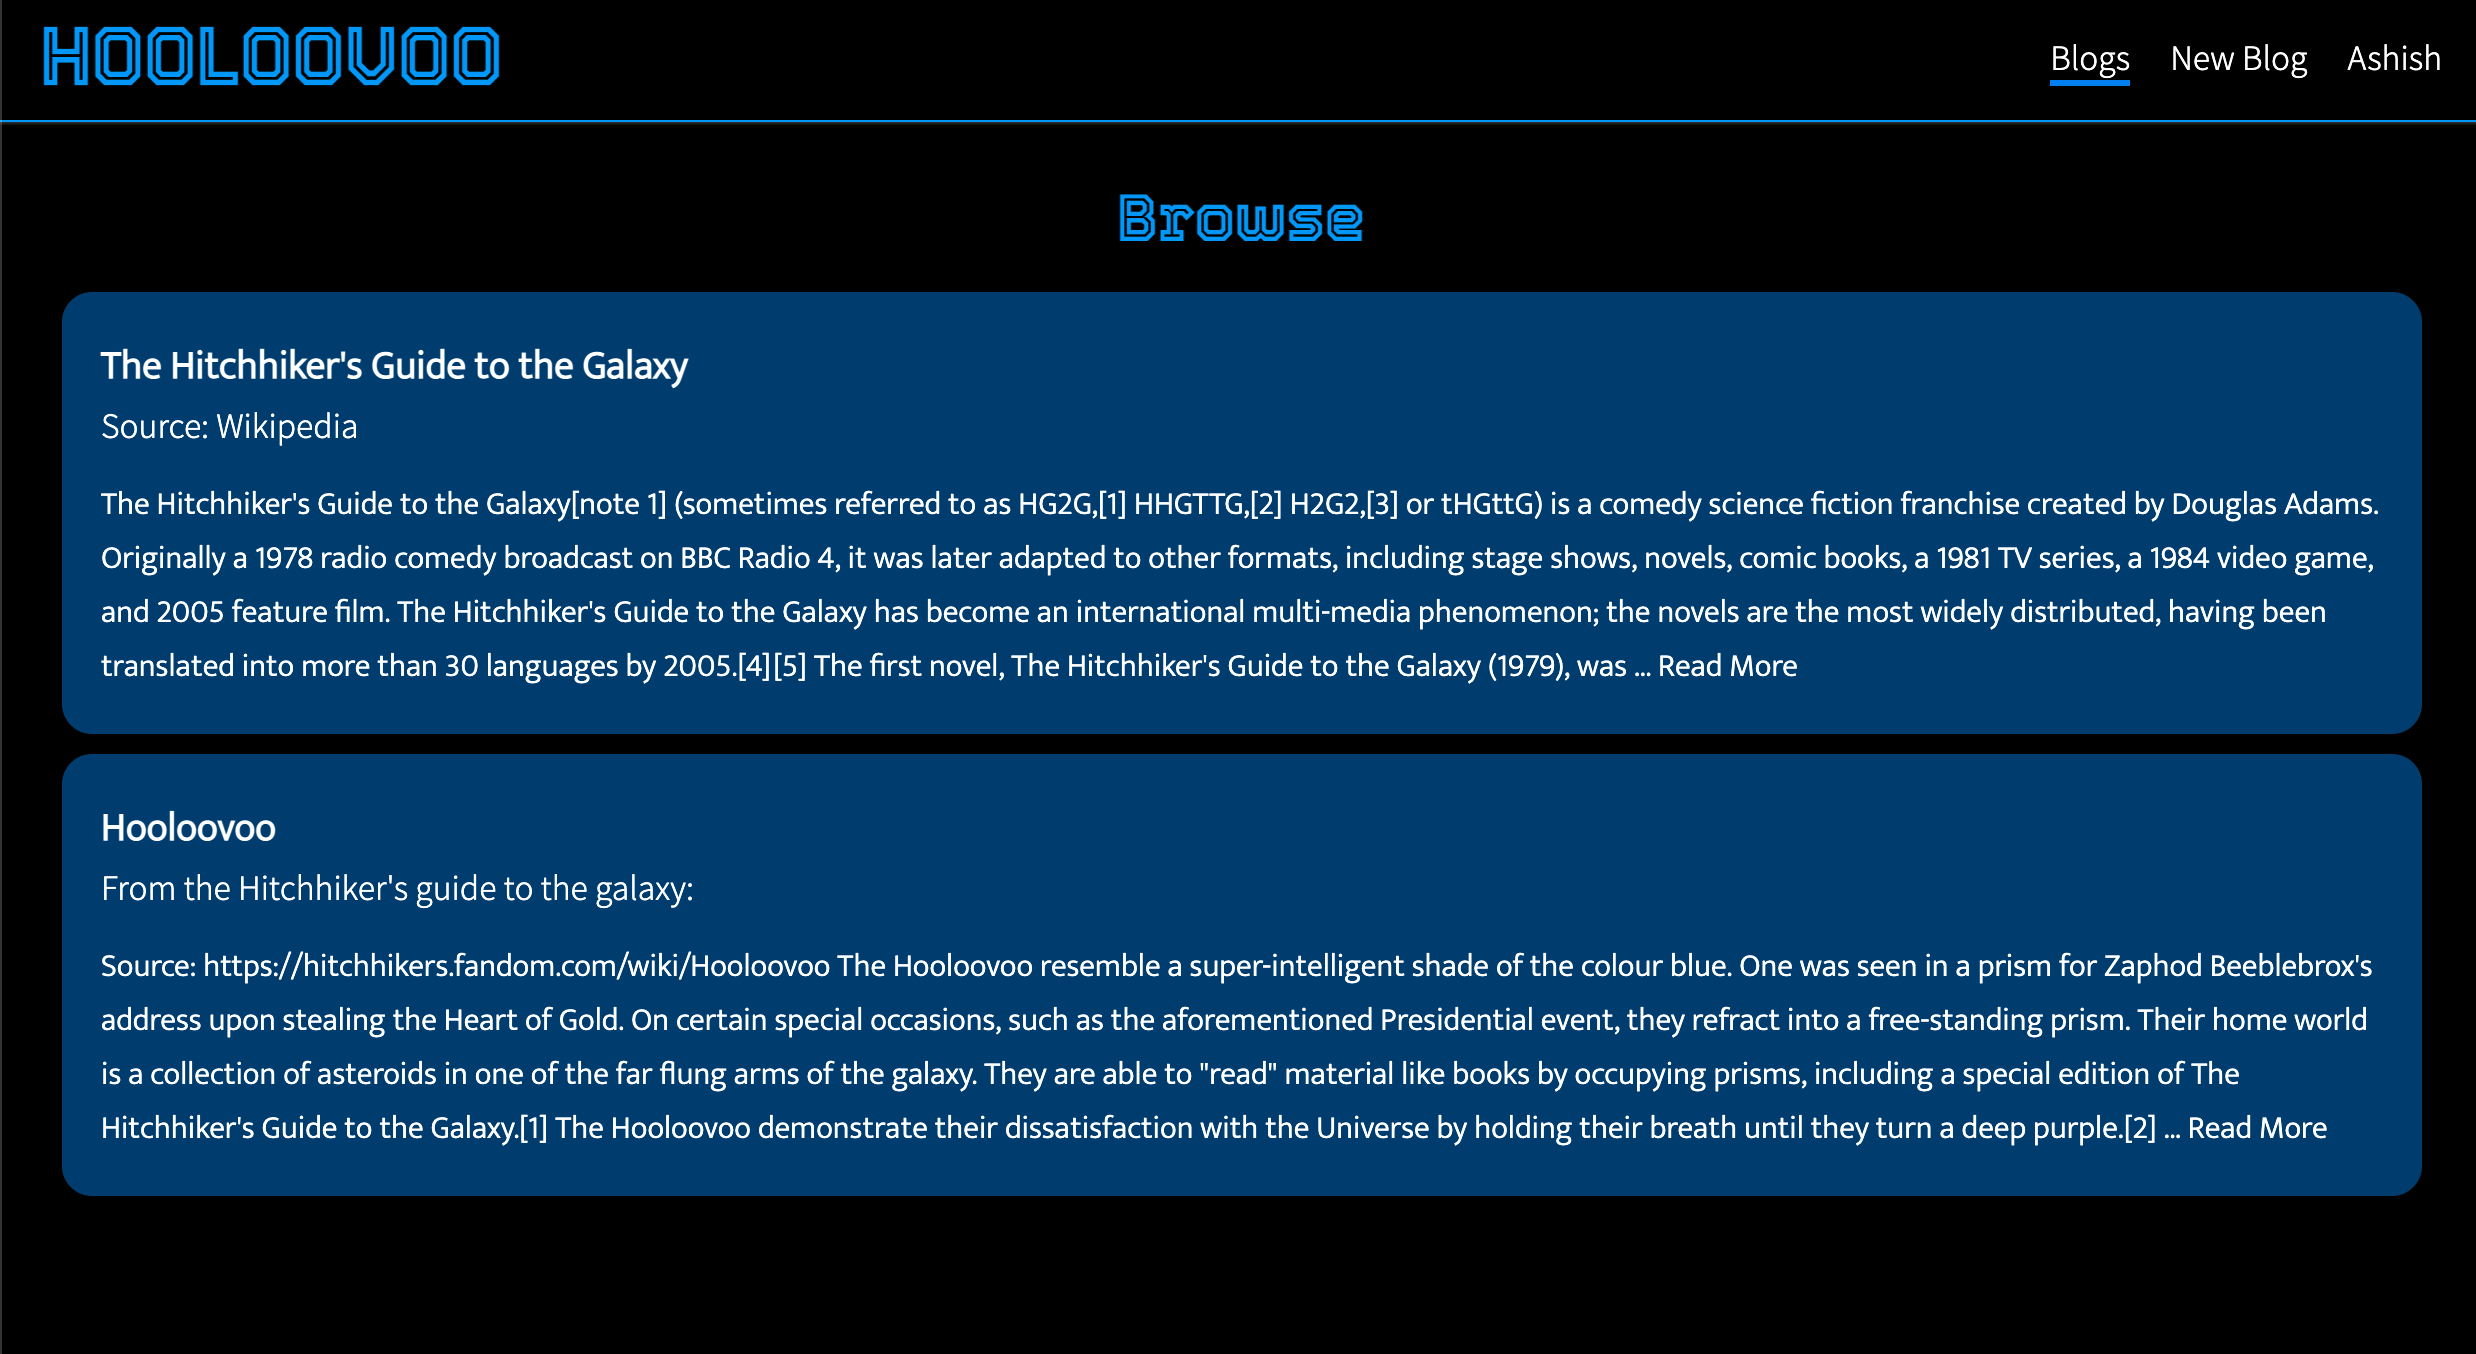 HOOLOOVOO
Blogs New Blog Ashish
Browse
The Hitchhiker's Guide to the Galaxy
Source: Wikipedia
The Hitchhiker's Guide to the Galaxy[note 1] (sometimes referred to as HG2G,[1] HHGTTG,[2] H2G2,[3] or tHGttG) is a comedy science fiction franchise created by Douglas Adams.
Originally a 1978 radio comedy broadcast on BBC Radio 4, it was later adapted to other formats, including stage shows, novels, comic books, a 1981 TV series, a 1984 video game,
and 2005 feature film. The Hitchhiker's Guide to the Galaxy has become an international multi-media phenomenon; the novels are the most widely distributed, having been
translated into more than 30 languages by 2005.[4][5] The first novel, The Hitchhiker's Guide to the Galaxy (1979), was ... Read More
Hooloovoo
From the Hitchhiker's guide to the galaxy:
Source: https://hitchhikers.fandom.com/wiki/Hooloovoo The Hooloovoo resemble a super-intelligent shade of the colour blue. One was seen in a prism for Zaphod Beeblebrox's
address upon stealing the Heart of Gold. On certain special occasions, such as the aforementioned Presidential event, they refract into a free-standing prism. Their home world
is a collection of asteroids in one of the far flung arms of the galaxy. They are able to "read" material like books by occupying prisms, including a special edition of The
Hitchhiker's Guide to the Galaxy.[1] The Hooloovoo demonstrate their dissatisfaction with the Universe by holding their breath until they turn a deep purple.[2] ... Read More